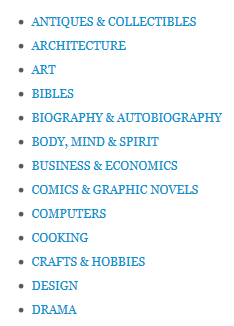 ANTIQUES & COLLECTIBLES
ARCHITECTURE
ART
BIBLES
BIOGRAPHY & AUTOBIOGRAPHY
BODY, MIND & SPIRIT
BUSINESS & ECONOMICS
COMICS & GRAPHIC NOVELS
COMPUTERS
COOKING
CRAFTS & HOBBIES
DESIGN
DRAMA